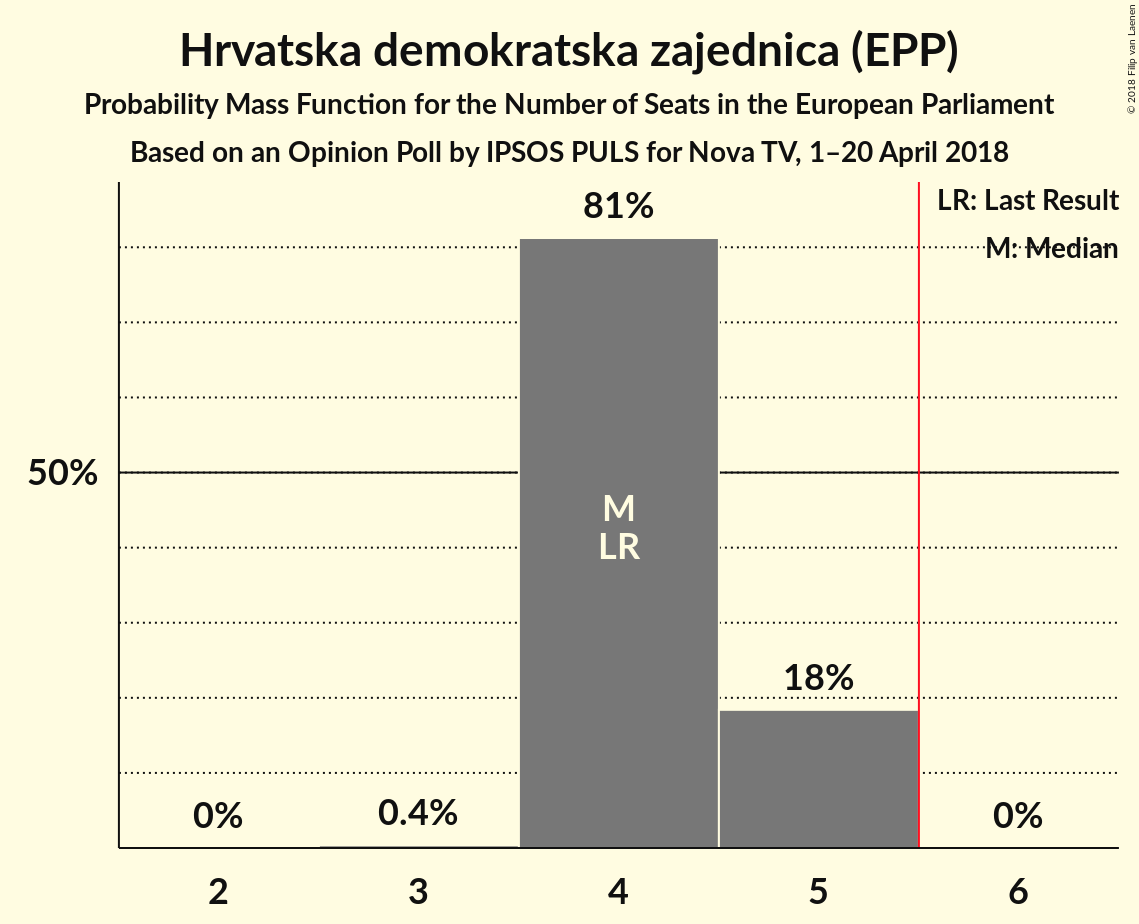 Hrvatska demokratska zajednica (EPP)
Probability Mass Function for the Number of Seats in the European Parliament
Based on an Opinion Poll by IPSOS PULS for Nova TV, 1–20 April 2018
© 2018 Filip van Laenen
LR: Last Result
M: Median
81%
50%
M
LR
18%
0%
0.4%
0%
2
3
4
5
6